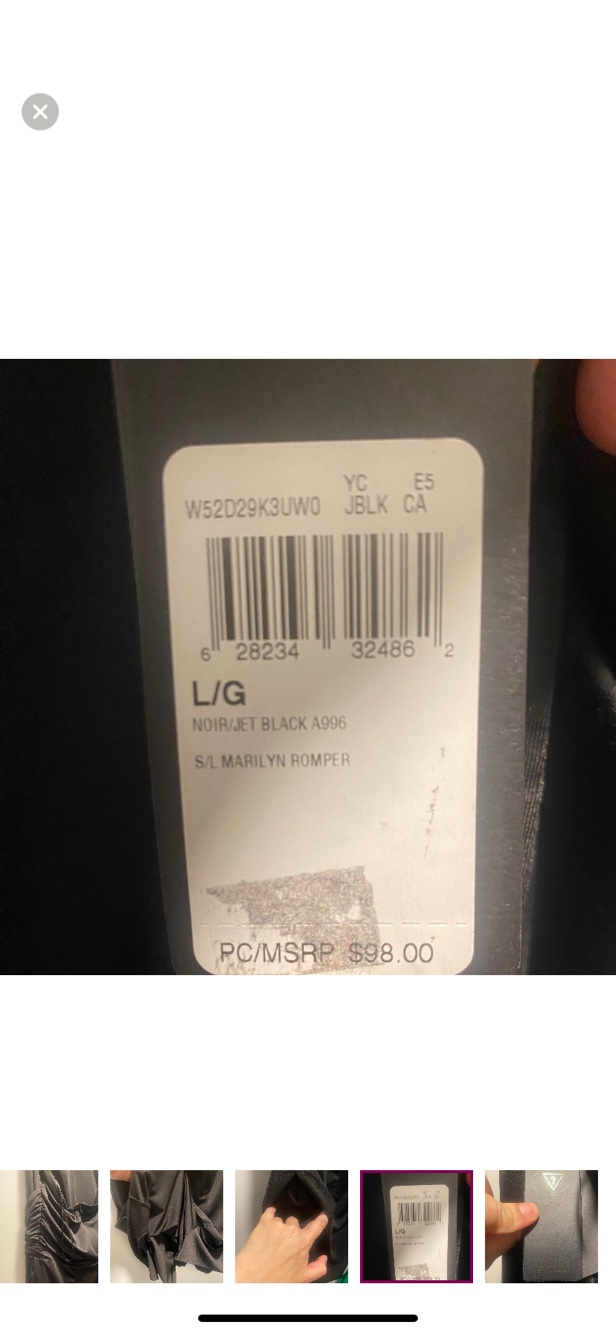 YC E5
W52D29K3UW0 JBLK CA
6 28234 32486 2
L/G
NOIR/JET BLACK A996
S/L MARILYN ROMPER
PC/MSRP $98.00